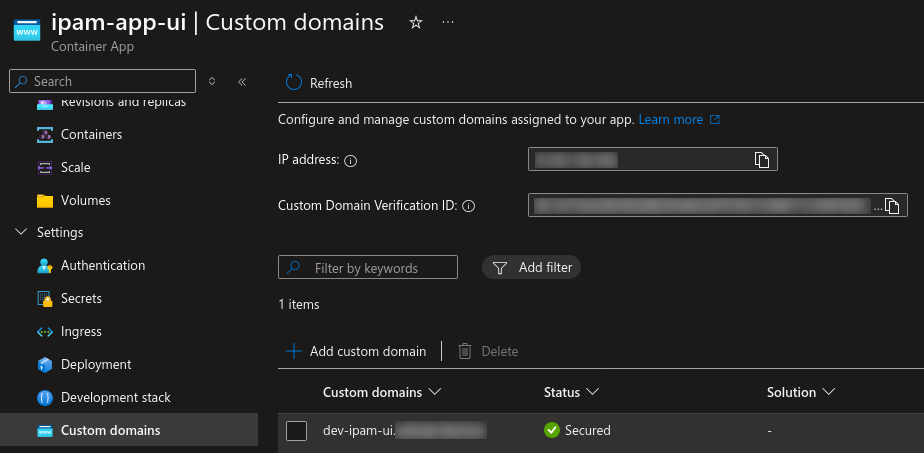 ipam-app-ui | Custom domains
Container App
Search
Refresh
Revisions and replicas
Containers
Scale
Volumes
Settings
Authentication
Secrets
Ingress
Deployment
Development stack
Custom domains
Configure and manage custom domains assigned to your app. Learn more
IP address:
Custom Domain Verification ID:
...
Filter by keywords
Add filter
1 items
Add custom domain
Delete
Custom domains
Status
Solution
dev-ipam-ui.
Secured
-